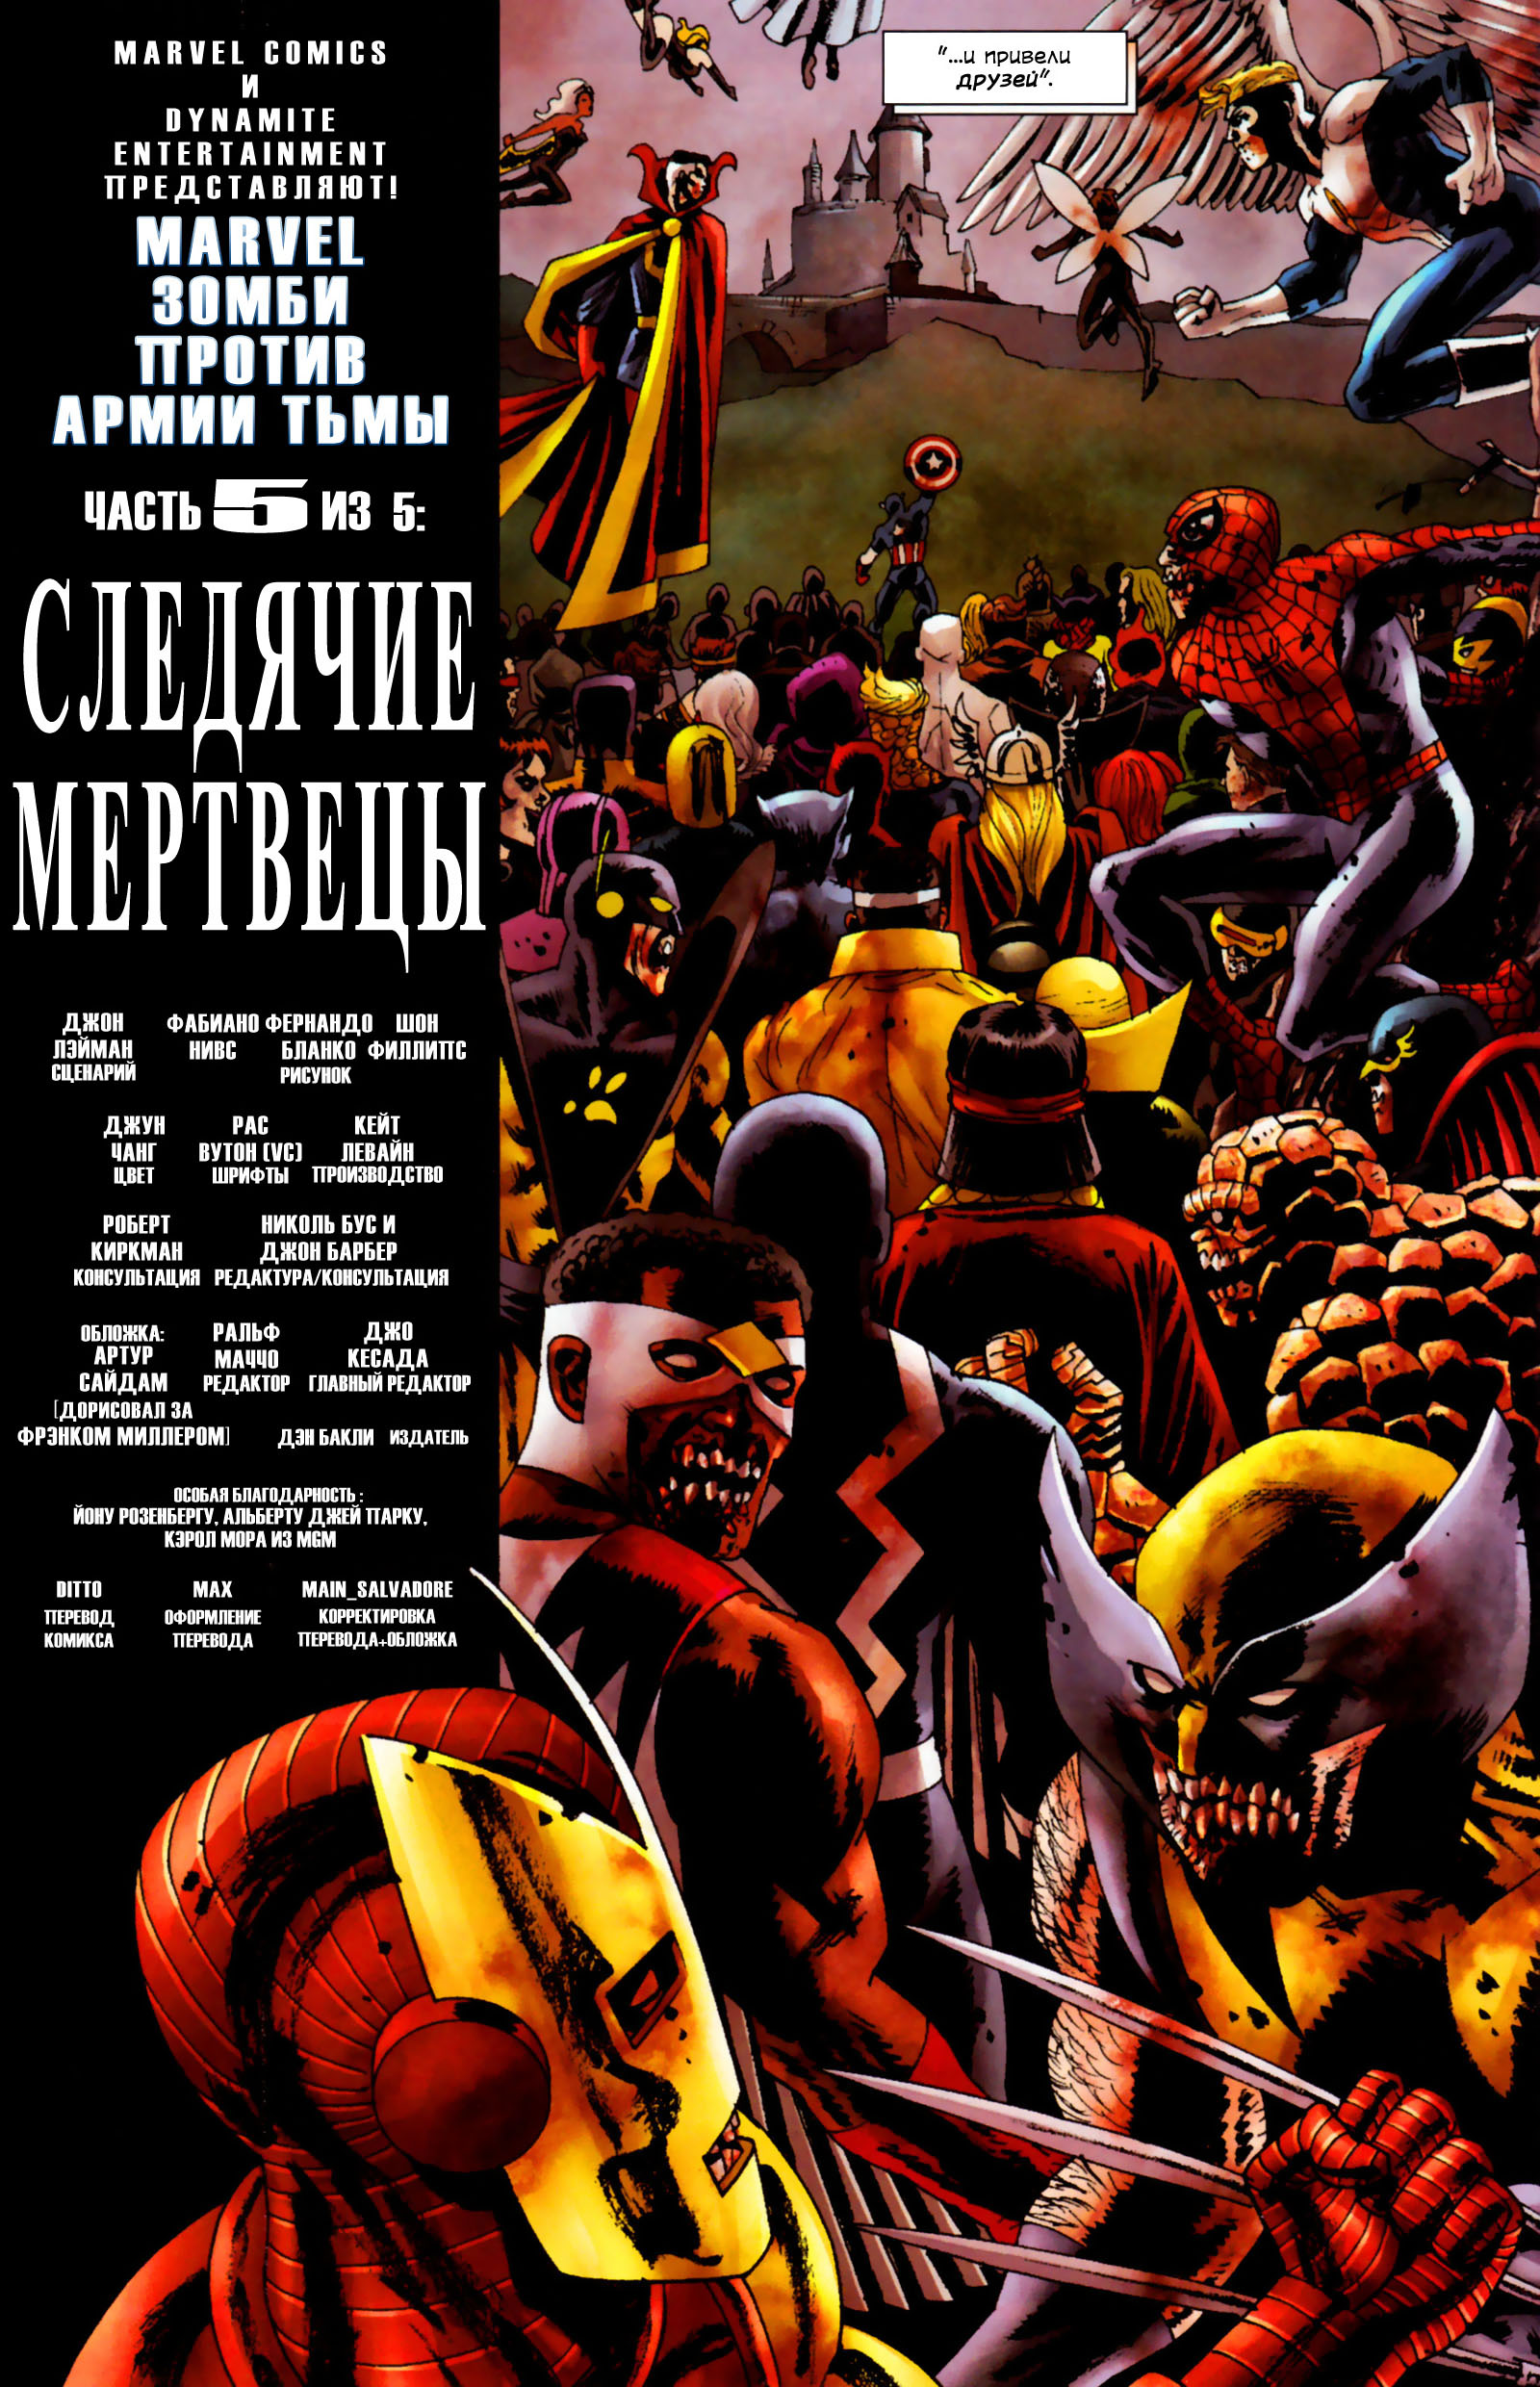 MARVEL COMICS
И
DYNAMITE
ENTERTAINMENT
ПРЕДСТАВЛЯЮТ!
MARVEL
ЗОМБИ
ПРОТИВ
АРМИИ ТЬМЫ
ЧАСТЬ 5 ИЗ 5:
СЛЕДЯЧИЕ
МЕРТВЕЦЫ
ДЖОН
ЛЭЙМАН
СЦЕНАРИЙ
ФАБИАНО ФЕРНАНДО ШОН
НИВС БЛАНКО ФИЛЛИПС
РИСУНОК
ДЖУН
ЧАНГ
ЦВЕТ
РАС
ВУТОН (VC)
ШРИФТЫ
КЕЙТ
ЛЕВАЙН
ПРОИЗВОДСТВО
РОБЕРТ
КИРКМАН
КОНСУЛЬТАЦИЯ
НИКОЛЬ БУС И
ДЖОН БАРБЕР
РЕДАКТУРА/КОНСУЛЬТАЦИЯ
ОБЛОЖКА:
АРТУР
САЙДАМ
[ДОРИСОВАЛ ЗА
ФРЭНКОМ МИЛЛЕРОМ]
РАЛЬФ
МАЧЧО
РЕДАКТОР
ДЖО
КЕСАДА
ГЛАВНЫЙ РЕДАКТОР
ДЭН БАКЛИ ИЗДАТЕЛЬ
ОСОБАЯ БЛАГОДАРНОСТЬ :
ЙОНУ РОЗЕНБЕРГУ, АЛЬБЕРТУ ДЖЕЙ ПАРКУ,
КЭРОЛ МОРА ИЗ MGM
DITTO
ПЕРЕВОД
КОМИКСА
MAX
ОФОРМЛЕНИЕ
ПЕРЕВОДА
MAIN_SALVADORE
КОРРЕКТИРОВКА
ПЕРЕВОДА+ОБЛОЖКА
"...и привели
друзей".